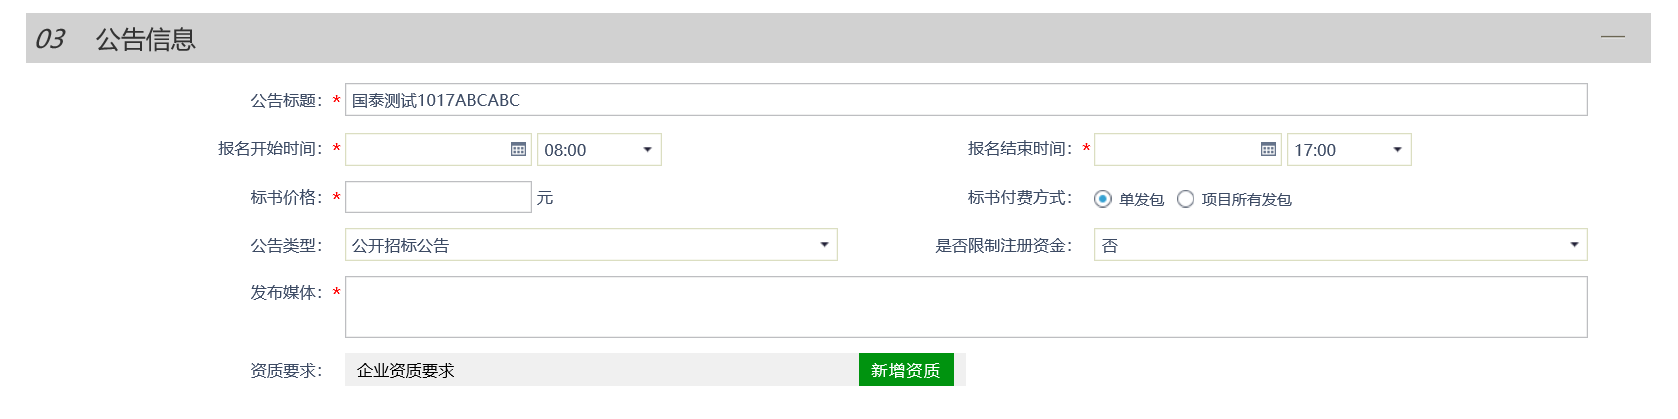 03 公告信息
公告标题：* 国泰测试1017ABCABC
报名开始时间：* 08:00 报名结束时间：* 17:00
标书价格：* 元 标书付费方式： 单发包 项目所有发包
公告类型： 公开招标公告 是否限制注册资金： 否
发布媒体：*
资质要求： 企业资质要求 新增资质